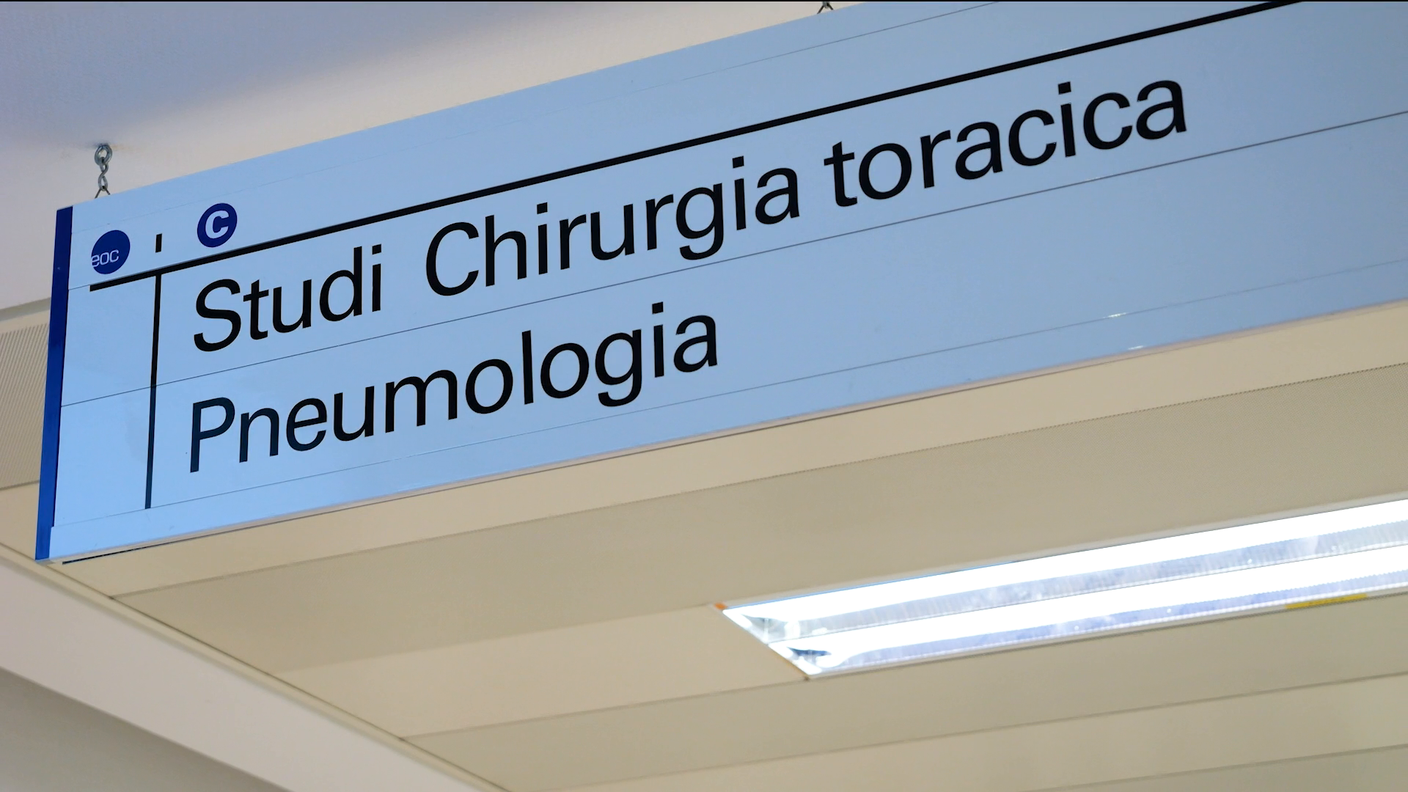 eoc C
Studi Chirurgia toracica
Pneumologia